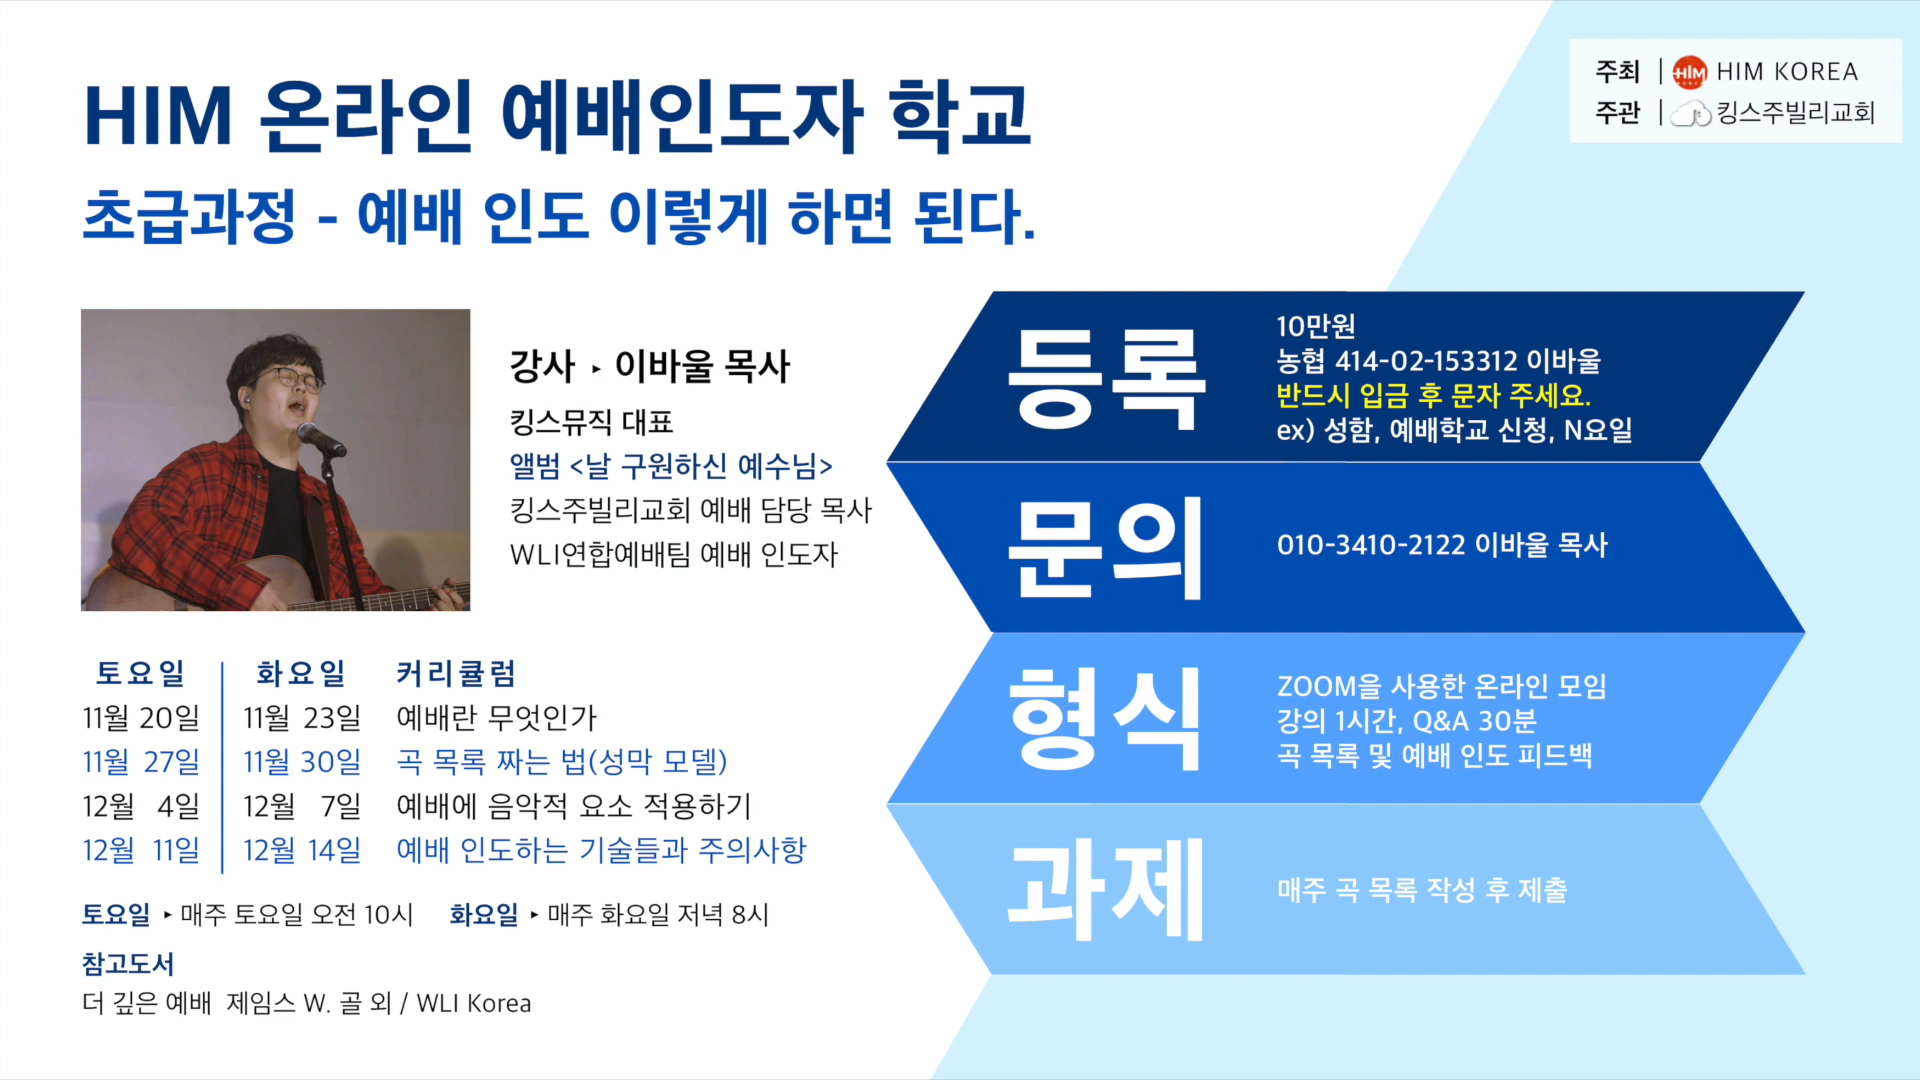 주최 | HIM KOREA
주관 | 킹스주빌리교회
HIM 온라인 예배인도자 학교
초급과정 - 예배 인도 이렇게 하면 된다.
강사 ▸ 이바울 목사
킹스뮤직 대표
앨범 <날 구원하신 예수님>
킹스주빌리교회 예배 담당 목사
WLI연합예배팀 예배 인도자
토요일 화요일 커리큘럼
11월 20일 11월 23일 예배란 무엇인가
11월 27일 11월 30일 곡 목록 짜는 법(성막 모델)
12월 4일 12월 7일 예배에 음악적 요소 적용하기
12월 11일 12월 14일 예배 인도하는 기술들과 주의사항
토요일 ▸ 매주 토요일 오전 10시 화요일 ▸ 매주 화요일 저녁 8시
참고도서
더 깊은 예배 제임스 W. 골 외 / WLI Korea
등록
10만원
농협 414-02-153312 이바울
반드시 입금 후 문자 주세요.
ex) 성함, 예배학교 신청, N요일
문의
010-3410-2122 이바울 목사
형식
ZOOM을 사용한 온라인 모임
강의 1시간, Q&A 30분
곡 목록 및 예배 인도 피드백
과제
매주 곡 목록 작성 후 제출